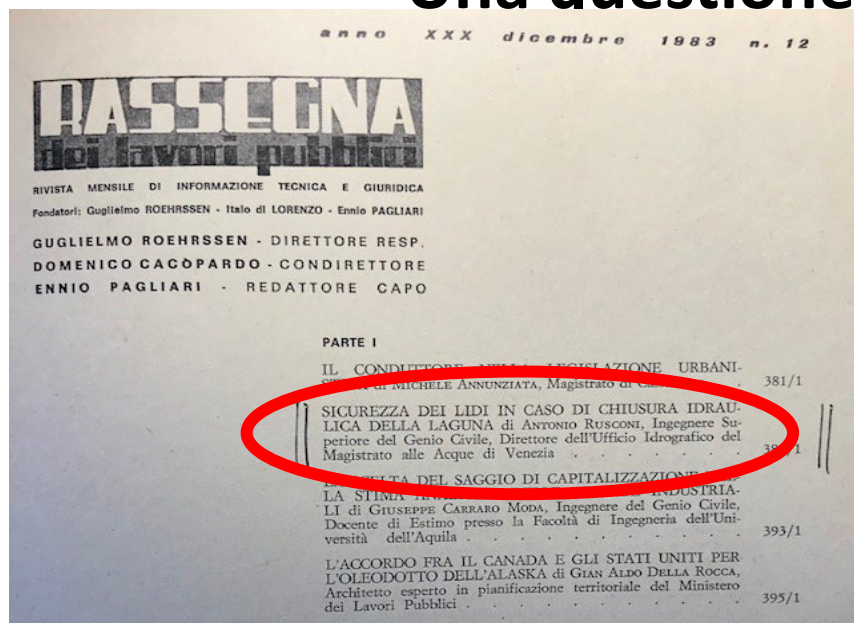 Una questione
anno XXX dicembre 1983 n. 12
RASSEGNA
dei lavori pubblici
RIVISTA MENSILE DI INFORMAZIONE TECNICA E GIURIDICA
Fondatori: Guglielmo ROEHRSSEN - Italo di LORENZO - Ennio PAGLIARI
GUGLIELMO ROEHRSSEN - DIRETTORE RESP.
DOMENICO CACÒPARDO - CONDIRETTORE
ENNIO PAGLIARI - REDATTORE CAPO
PARTE I
IL CONDUTTORE NELLA LEGISLAZIONE URBANI-
di MICHELE ANNUNZIATA, Magistrato di . 381/1
SICUREZZA DEI LIDI IN CASO DI CHIUSURA IDRAU-
LICA DELLA LAGUNA di ANTONIO RUSCONI, Ingegnere Su-
periore del Genio Civile, Direttore dell'Ufficio Idrografico del
Magistrato alle Acque di Venezia . . . . . . .
DEL SAGGIO DI CAPITALIZZAZIONE
LA STIMA INDUSTRIA-
LI di GIUSEPPE CARRARO MODA, Ingegnere del Genio Civile,
Docente di Estimo presso la Facoltà di Ingegneria dell'Uni-
versità dell'Aquila . . . . . . . . . . 393/1
L'ACCORDO FRA IL CANADA E GLI STATI UNITI PER
L'OLEODOTTO DELL'ALASKA di GIAN ALDO DELLA ROCCA,
Architetto esperto in pianificazione territoriale del Ministero
dei Lavori Pubblici . . . . . . . . . . 395/1